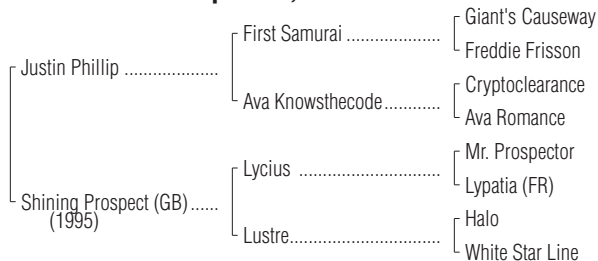 Giant's Causeway
First Samurai ...................
Freddie Frisson
Justin Phillip ...................
Cryptoclearance
Ava Knowsthecode............
Ava Romance
Mr. Prospector
Lycius .............................
Lypatia (FR)
Shining Prospect (GB)......
(1995)
Halo
Lustre...............................
White Star Line